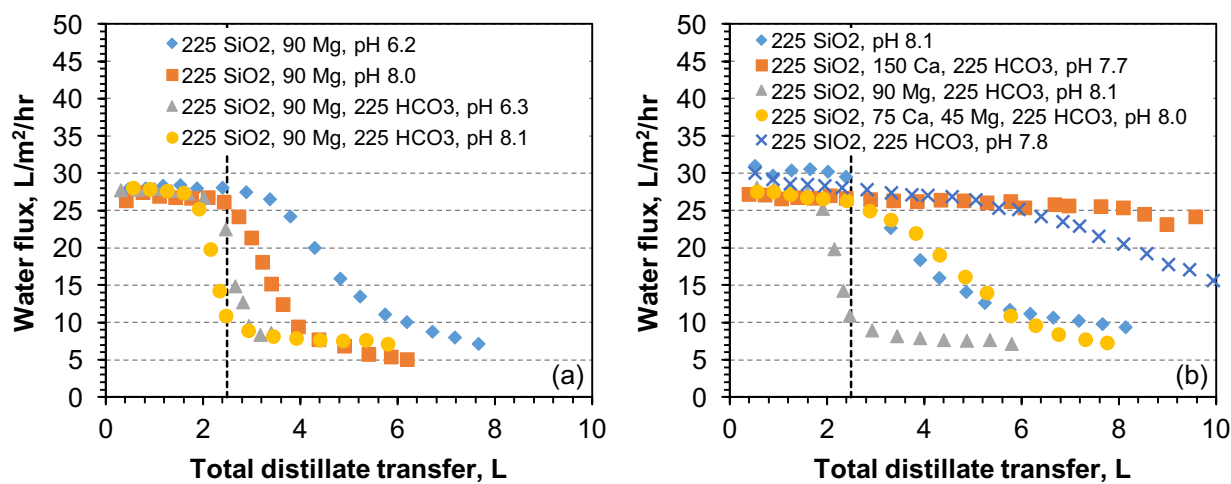 Water flux, L/m²/hr
50
45
40
35
30
25
20
15
10
5
0
225 SiO2, 90 Mg, pH 6.2
225 SiO2, 90 Mg, pH 8.0
225 SiO2, 90 Mg, 225 HCO3, pH 6.3
225 SiO2, 90 Mg, 225 HCO3, pH 8.1
(a)
0 2 4 6 8 10
Total distillate transfer, L
Water flux, L/m²/hr
50
45
40
35
30
25
20
15
10
5
0
225 SiO2, pH 8.1
225 SiO2, 150 Ca, 225 HCO3, pH 7.7
225 SiO2, 90 Mg, 225 HCO3, pH 8.1
225 SiO2, 75 Ca, 45 Mg, 225 HCO3, pH 8.0
225 SIO2, 225 HCO3, pH 7.8
(b)
0 2 4 6 8 10
Total distillate transfer, L